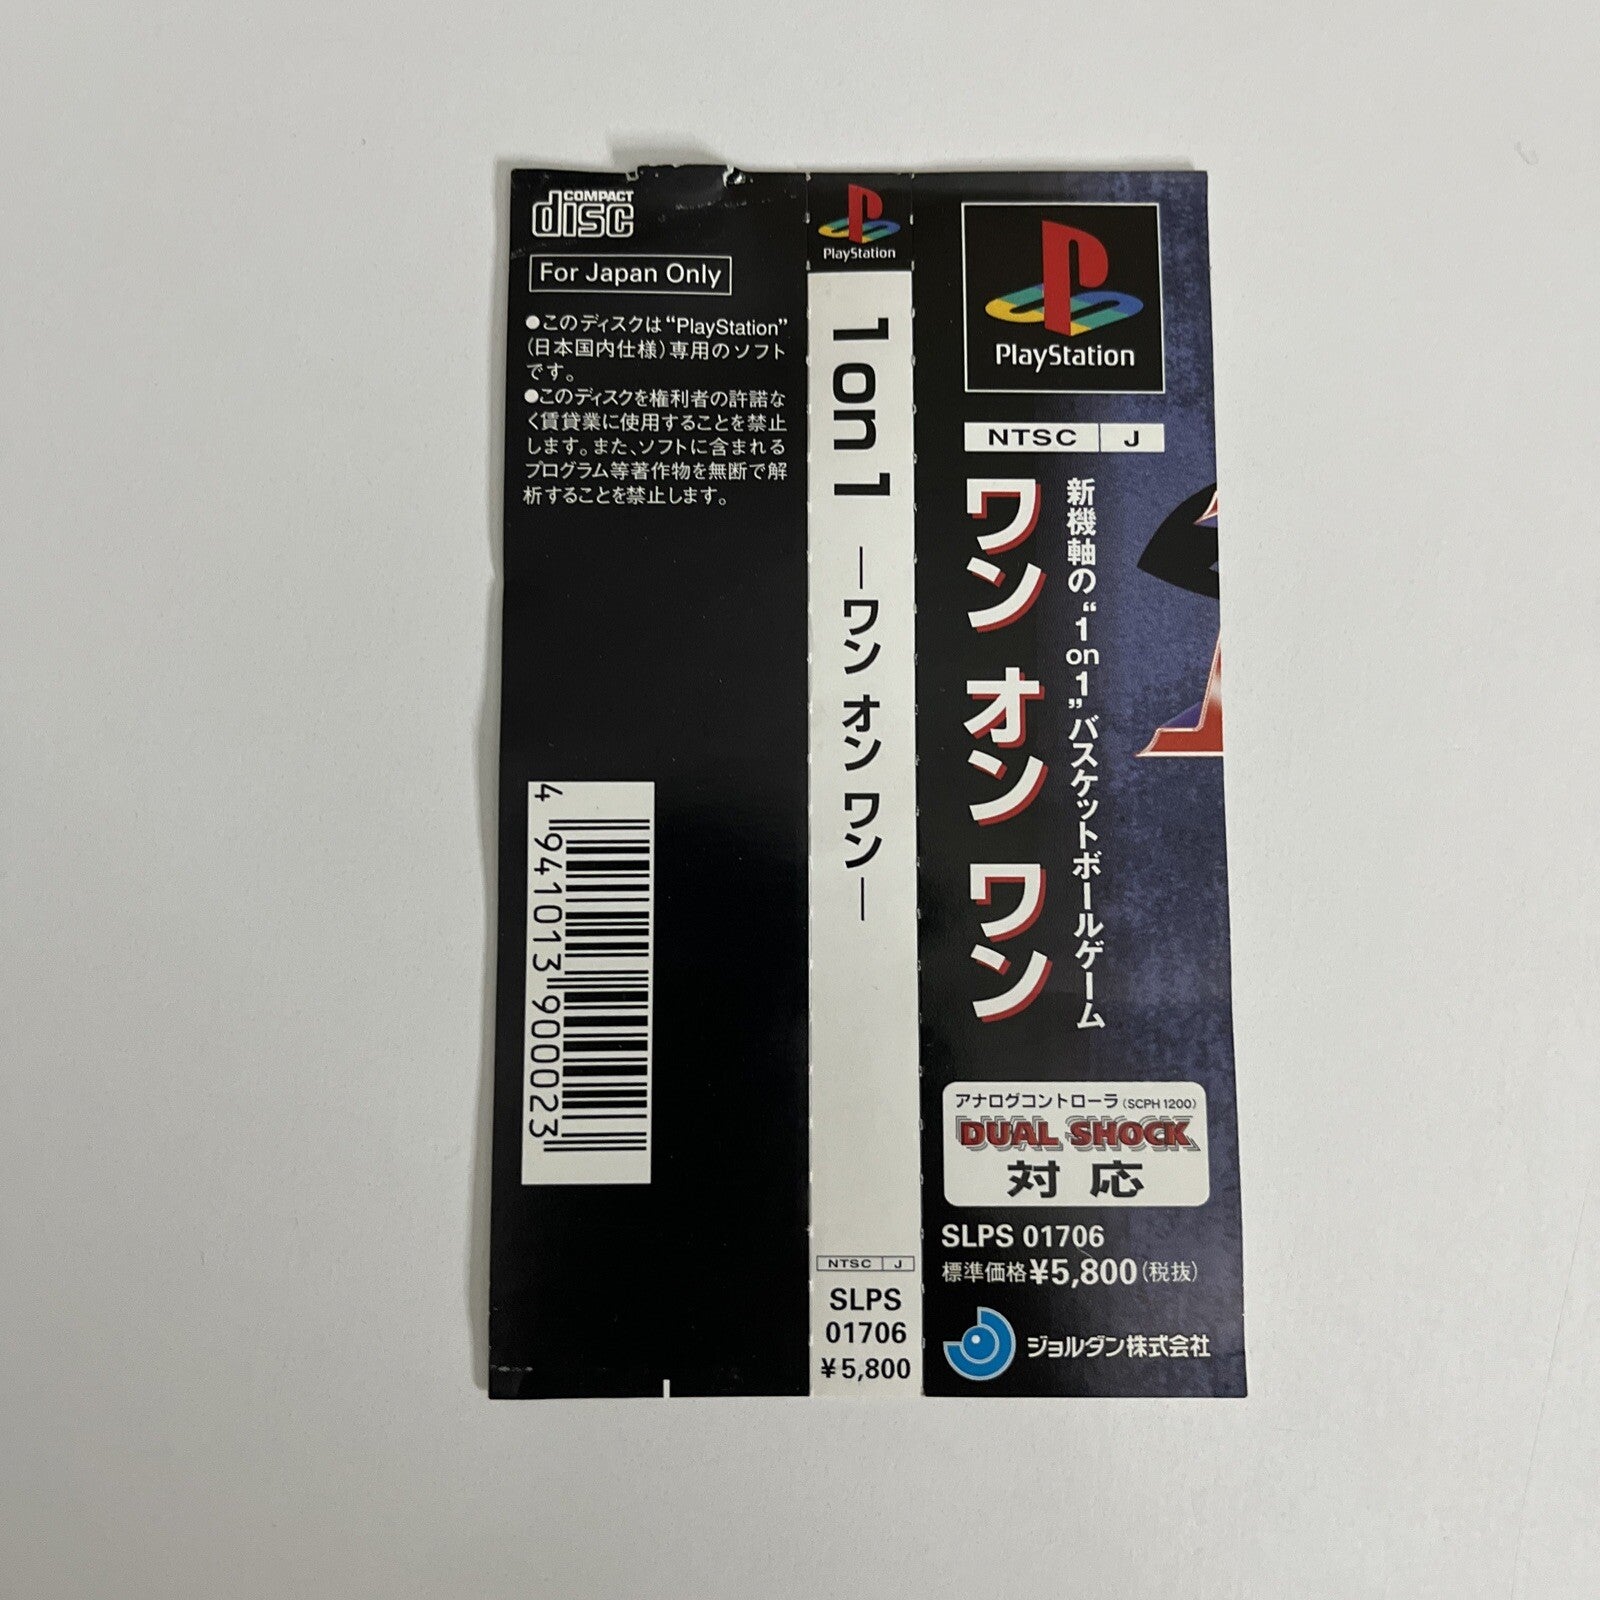 COMPACT
disc
For Japan Only
●このディスクは“PlayStation”
(日本国内仕様)専用のソフト
です。
●このディスクを権利者の許諾な
く賃貸業に使用することを禁止
します。また、ソフトに含まれる
プログラム等著作物を無断で解
析することを禁止します。
4 941013 900023
PlayStation
1 on 1
―ワン オン ワン―
NTSC J
SLPS
01706
¥5,800
PlayStation
NTSC J
新機軸の“1 on 1”バスケットボールゲーム
ワン オン ワン
アナログコントローラ(SCPH 1200)
DUAL SHOCK
対応
SLPS 01706
標準価格¥5,800(税抜)
ジョルダン株式会社